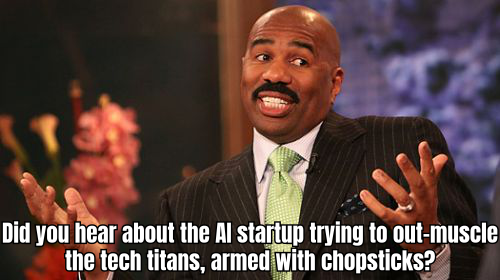 Did you hear about the AI startup trying to out-muscle
the tech titans, armed with chopsticks?